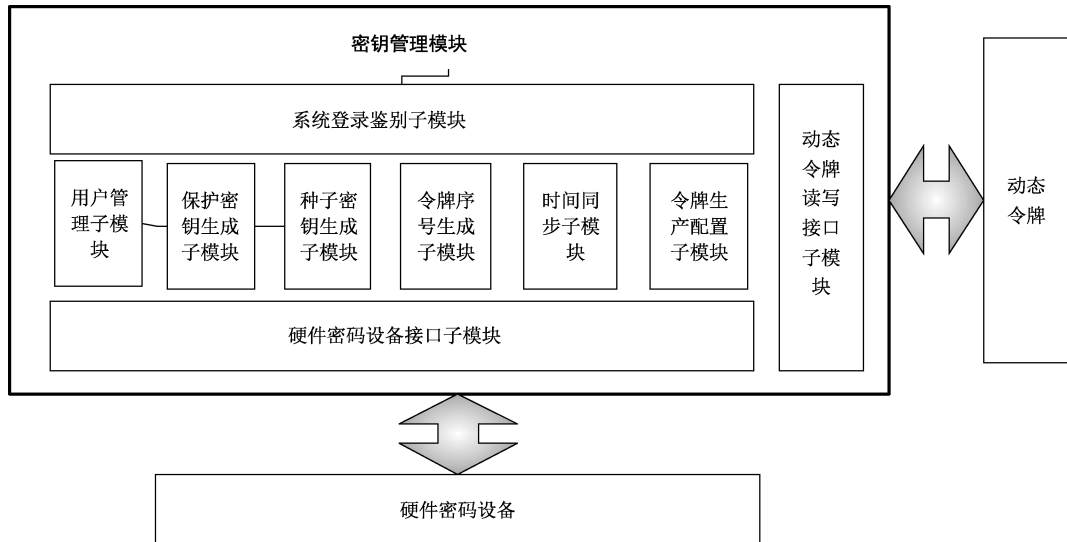 密钥管理模块
系统登录鉴别子模块
用户管
理子模
块
保护密
钥生成
子模块
种子密
钥生成
子模块
令牌序
号生成
子模块
时间同
步子模
块
令牌生
产配置
子模块
动态
令牌
读写
接口
子模
块
动态
令牌
硬件密码设备接口子模块
硬件密码设备